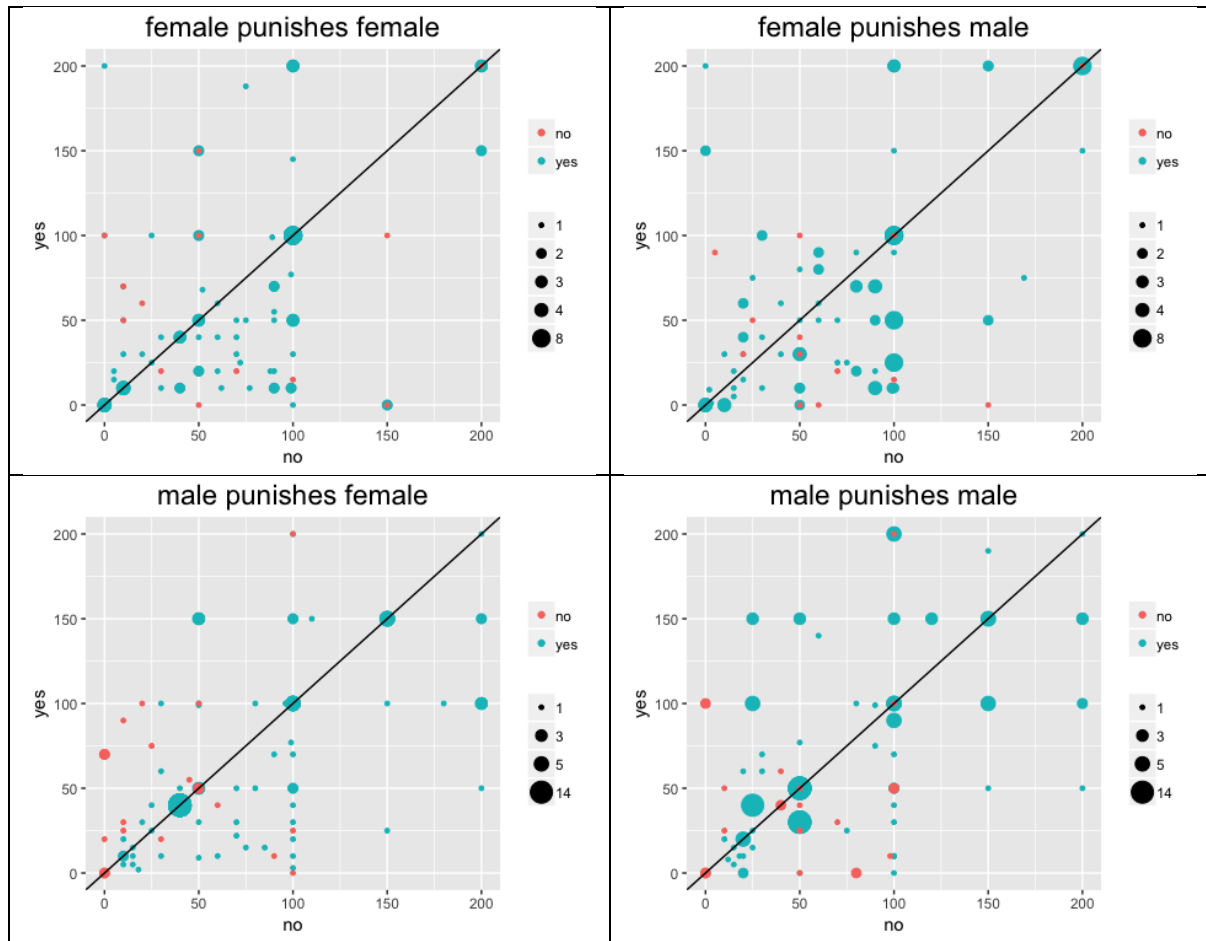 female punishes female
200
150
100
50
0
yes
0 50 100 150 200
no
no
yes
1
2
3
4
8
female punishes male
200
150
100
50
0
yes
0 50 100 150 200
no
no
yes
1
2
3
4
8
male punishes female
200
150
100
50
0
yes
0 50 100 150 200
no
no
yes
1
3
5
14
male punishes male
200
150
100
50
0
yes
0 50 100 150 200
no
no
yes
1
3
5
14